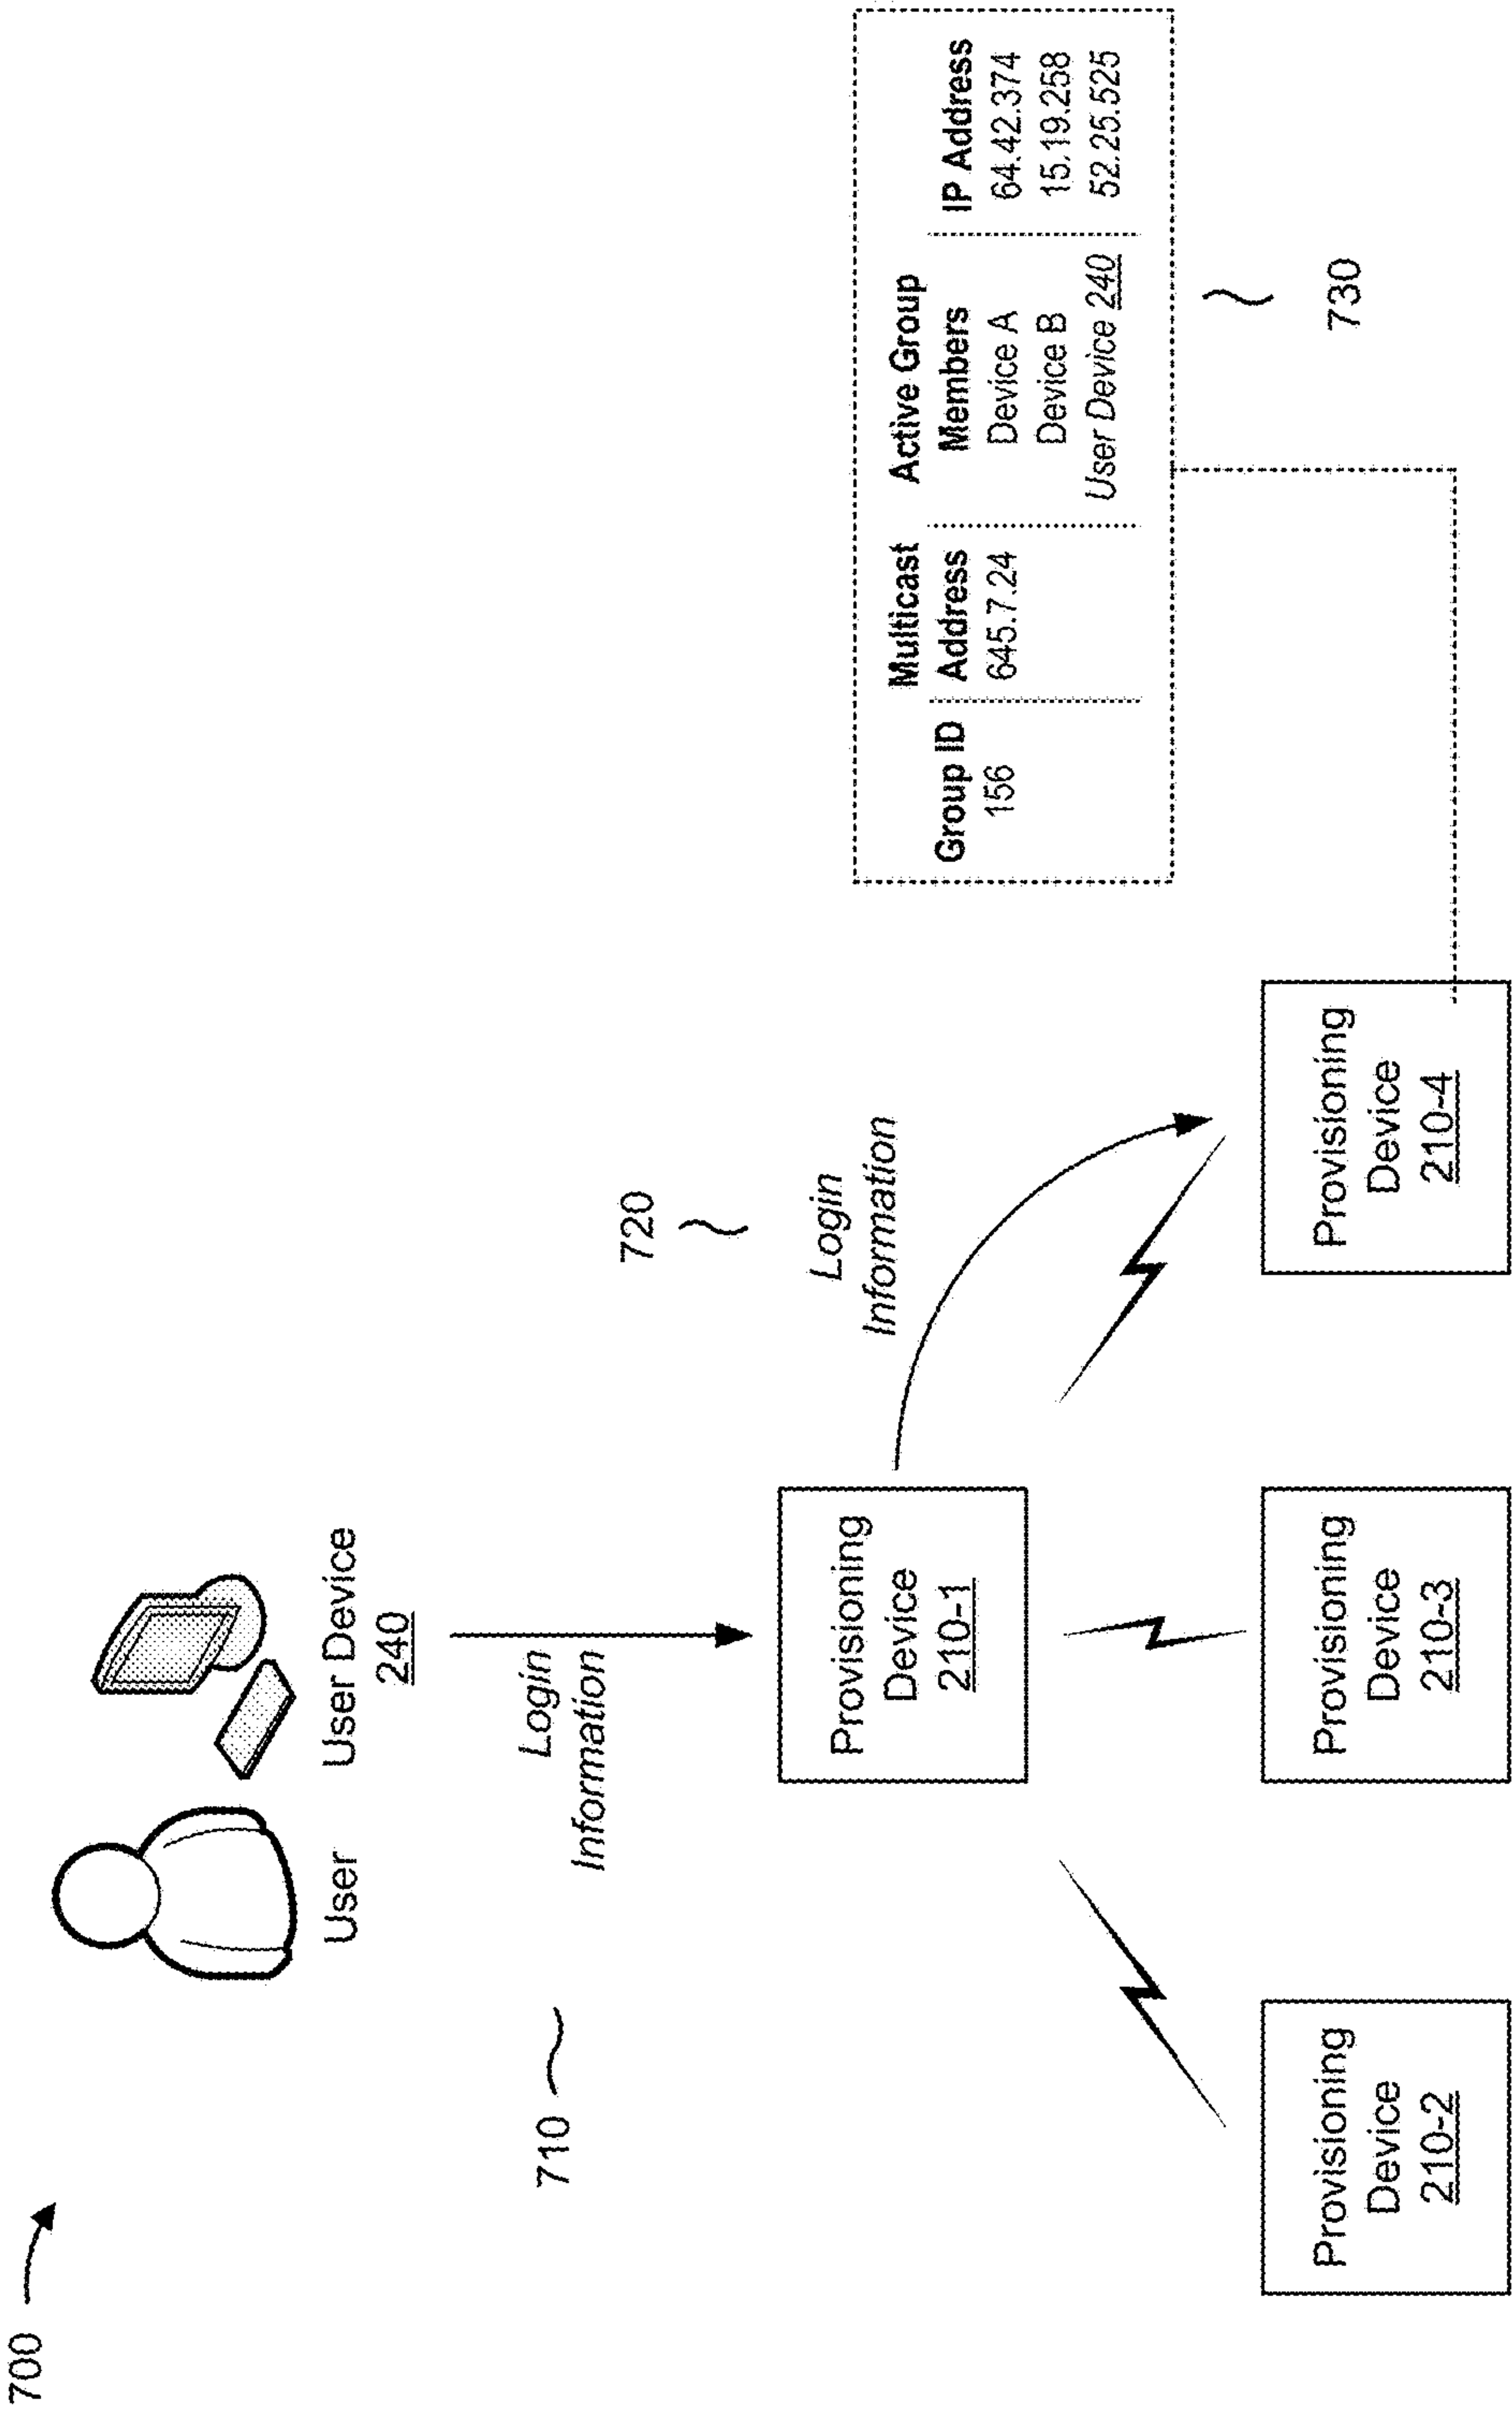 700
User
User Device
240
710
Login
Information
720
Login
Information
Provisioning
Device
210-1
Provisioning
Device
210-2
Provisioning
Device
210-3
Provisioning
Device
210-4
Multicast Active Group
Group ID Address Members IP Address
156 645.7.24 Device A 64.42.374
Device B 15.19.258
User Device 240 52.25.525
730